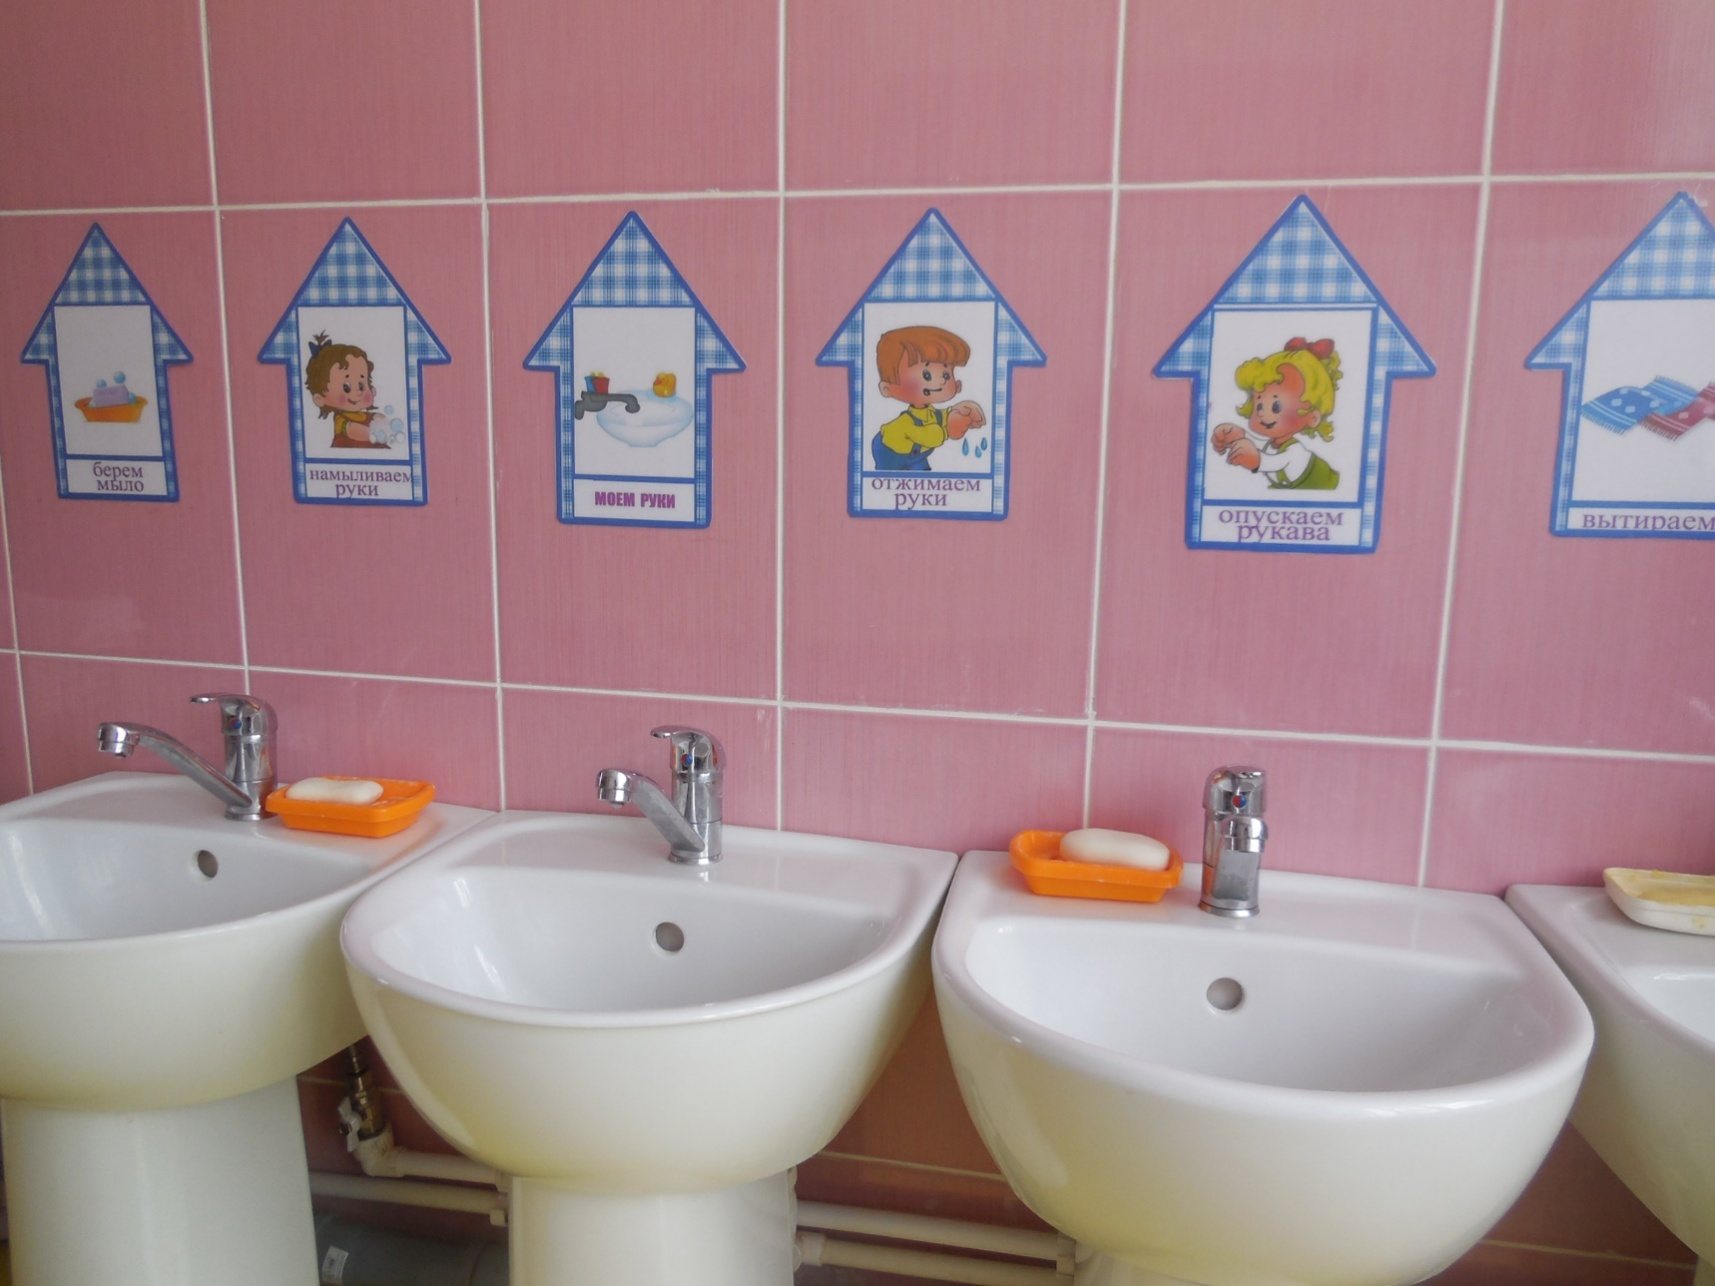 берем
мыло
намыливаем
руки
МОЕМ РУКИ
отжимаем
руки
опускаем
рукава
вытираем